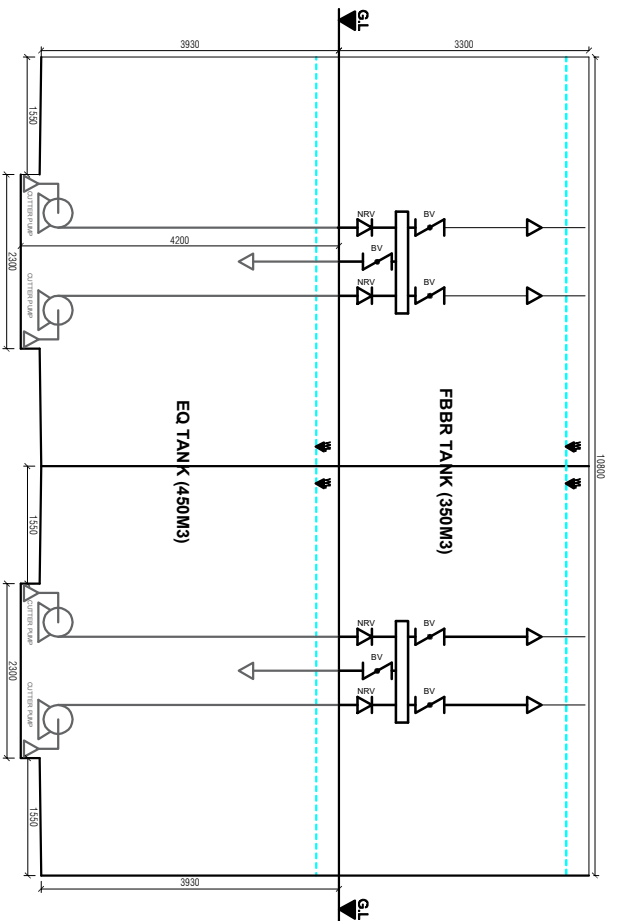 G.L
G.L
3930
3300
10800
1550
2300
4200
1550
2300
1550
3930
NRV
BV
BV
NRV
BV
NRV
BV
BV
NRV
BV
CUTTER PUMP
CUTTER PUMP
CUTTER PUMP
CUTTER PUMP
FBBR TANK (350M3)
EQ TANK (450M3)